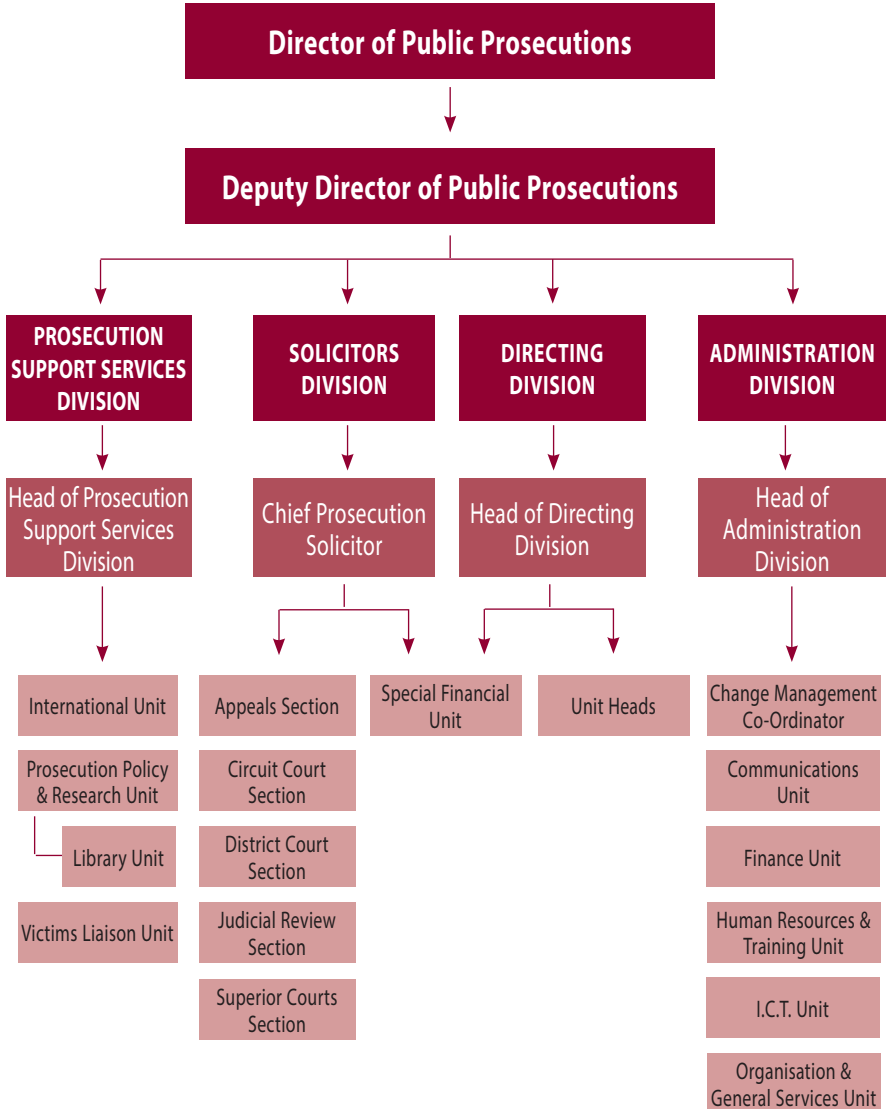 Director of Public Prosecutions
Deputy Director of Public Prosecutions
PROSECUTION
SUPPORT SERVICES
DIVISION
SOLICITORS
DIVISION
DIRECTING
DIVISION
ADMINISTRATION
DIVISION
Head of Prosecution
Support Services
Division
Chief Prosecution
Solicitor
Head of Directing
Division
Head of
Administration
Division
International Unit
Prosecution Policy
& Research Unit
Library Unit
Victims Liaison Unit
Appeals Section
Circuit Court
Section
District Court
Section
Judicial Review
Section
Superior Courts
Section
Special Financial
Unit
Unit Heads
Change Management
Co-Ordinator
Communications
Unit
Finance Unit
Human Resources &
Training Unit
I.C.T. Unit
Organisation &
General Services Unit